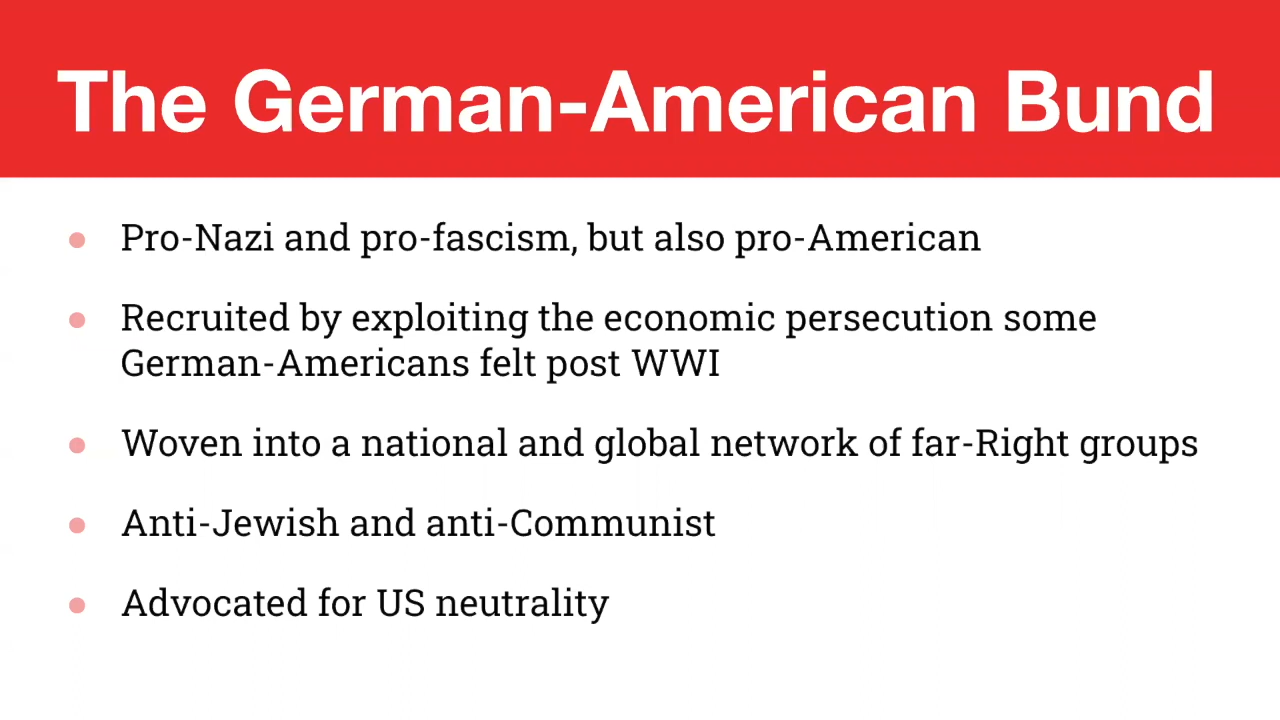 The German-American Bund
● Pro-Nazi and pro-fascism, but also pro-American
● Recruited by exploiting the economic persecution some
German-Americans felt post WWI
● Woven into a national and global network of far-Right groups
● Anti-Jewish and anti-Communist
● Advocated for US neutrality